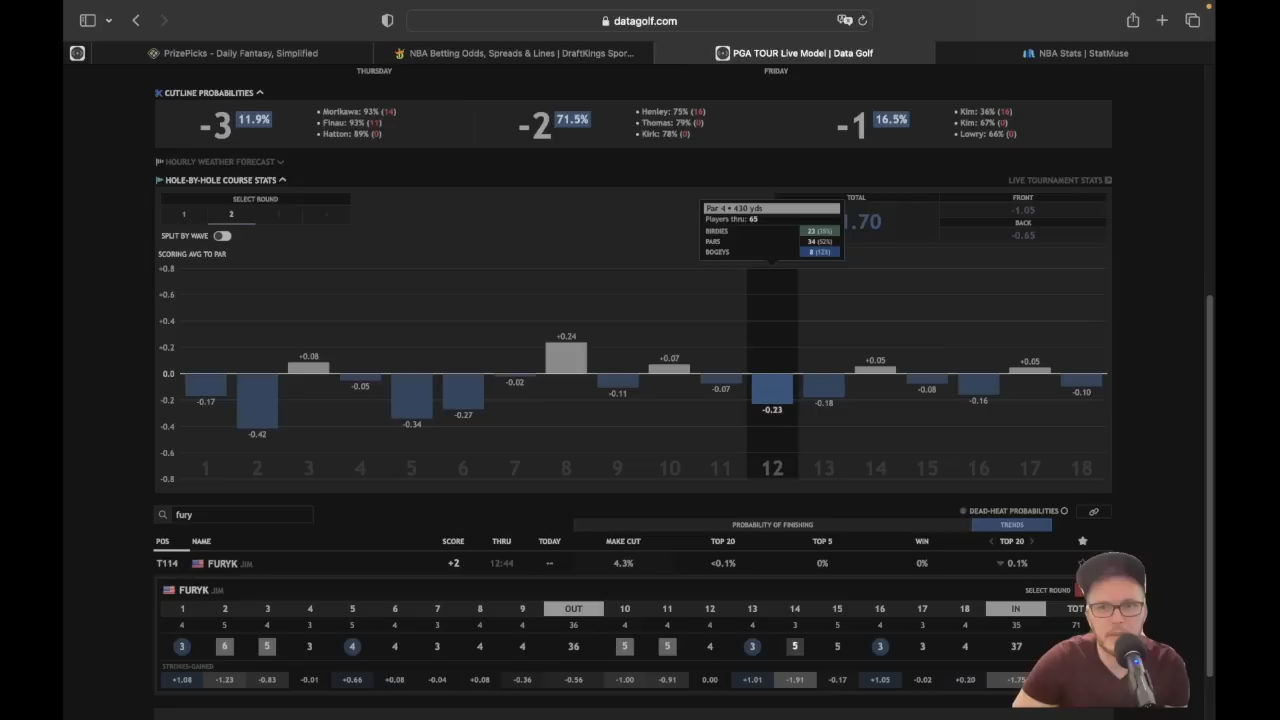 datagolf.com
PrizePicks - Daily Fantasy, Simplified
NBA Betting Odds, Spreads & Lines | DraftKings Spor...
PGA TOUR Live Model | Data Golf
NBA Stats | StatMuse
THURSDAY
FRIDAY
CUTLINE PROBABILITIES
-3 11.9%
• Morikawa: 93% (14)
• Finau: 93% (11)
• Hatton: 89% (0)
-2 71.5%
• Henley: 75% (16)
• Thomas: 79% (0)
• Kirk: 78% (0)
-1 16.5%
• Kim: 36% (16)
• Kim: 67% (0)
• Lowry: 66% (0)
HOURLY WEATHER FORECAST
HOLE-BY-HOLE COURSE STATS
LIVE TOURNAMENT STATS
SELECT ROUND
1 2
SPLIT BY WAVE
SCORING AVG TO PAR
Par 4 • 430 yds
Players thru: 65
BIRDIES 23 (35%)
PARS 34 (52%)
BOGEYS 8 (12%)
TOTAL
1.70
FRONT
-1.05
BACK
-0.65
+0.8
+0.6
+0.4
+0.2
0.0
-0.2
-0.4
-0.6
-0.8
-0.17 -0.42 +0.08 -0.05 -0.34 -0.27 -0.02 +0.24 -0.11 +0.07 -0.07 -0.23 -0.18 +0.05 -0.08 -0.16 +0.05 -0.10
1 2 3 4 5 6 7 8 9 10 11 12 13 14 15 16 17 18
fury
DEAD-HEAT PROBABILITIES
PROBABILITY OF FINISHING
TRENDS
POS NAME SCORE THRU TODAY MAKE CUT TOP 20 TOP 5 WIN TOP 20
T114 FURYK JIM +2 12:44 -- 4.3% <0.1% 0% 0% 0.1%
FURYK JIM
SELECT ROUND
1 2 3 4 5 6 7 8 9 OUT 10 11 12 13 14 15 16 17 18 IN TOT
4 5 4 3 5 4 3 4 4 36 4 4 4 4 3 5 4 3 4 35 71
3 6 5 3 4 4 3 4 4 36 5 5 4 3 5 5 3 3 4 37
STROKES-GAINED
+1.08 -1.23 -0.83 -0.01 +0.66 +0.08 -0.04 +0.08 -0.36 -0.56 -1.00 -0.91 0.00 +1.01 -1.91 -0.17 +1.05 -0.02 +0.20 -1.75